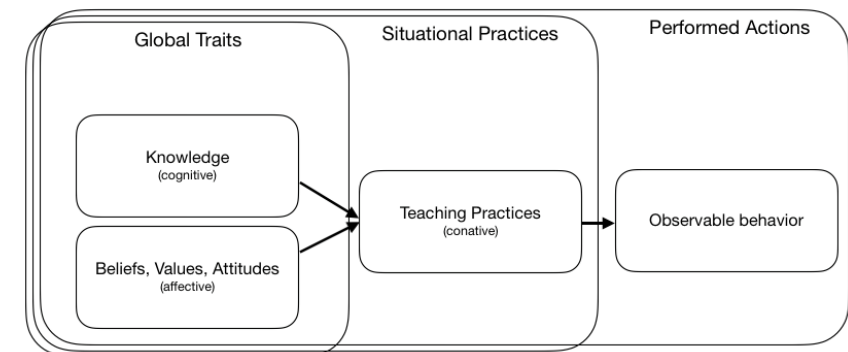 Global Traits
Situational Practices
Performed Actions
Knowledge
(cognitive)
Beliefs, Values, Attitudes
(affective)
Teaching Practices
(conative)
Observable behavior